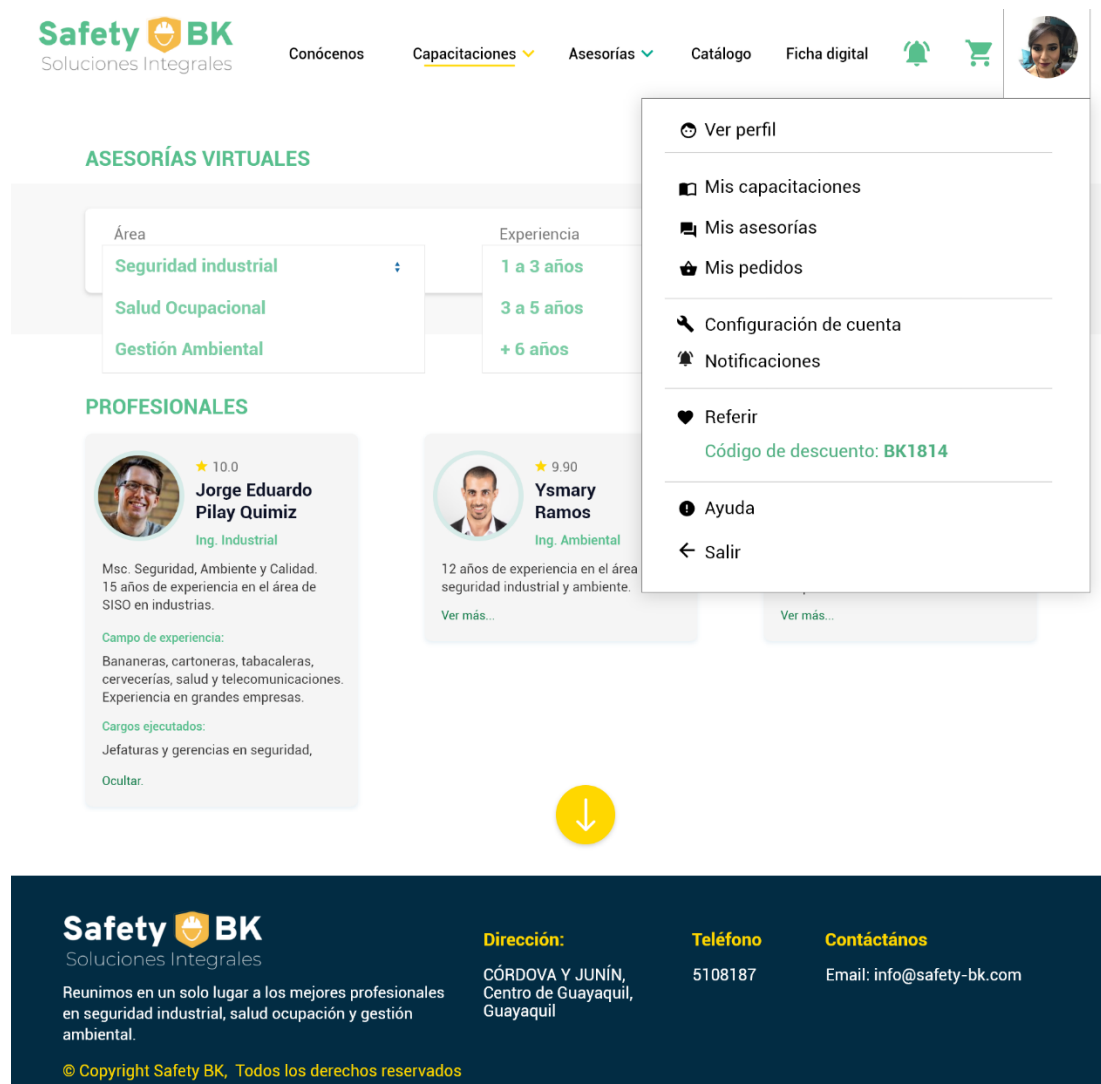 Safety BK
Soluciones Integrales
Conócenos
Capacitaciones
Asesorías
Catálogo
Ficha digital
Ver perfil
Mis capacitaciones
Mis asesorías
Mis pedidos
Configuración de cuenta
Notificaciones
Referir
Código de descuento: BK1814
Ayuda
Salir
ASESORÍAS VIRTUALES
Área
Seguridad industrial
Salud Ocupacional
Gestión Ambiental
Experiencia
1 a 3 años
3 a 5 años
+ 6 años
PROFESIONALES
10.0
Jorge Eduardo
Pilay Quimiz
Ing. Industrial
Msc. Seguridad, Ambiente y Calidad.
15 años de experiencia en el área de
SISO en industrias.
Campo de experiencia:
Bananeras, cartoneras, tabacaleras,
cervecerías, salud y telecomunicaciones.
Experiencia en grandes empresas.
Cargos ejecutados:
Jefaturas y gerencias en seguridad,
Ocultar.
9.90
Ysmary
Ramos
Ing. Ambiental
12 años de experiencia en el área
seguridad industrial y ambiente.
Ver más...
Ver más...
Safety BK
Soluciones Integrales
Reunimos en un solo lugar a los mejores profesionales
en seguridad industrial, salud ocupación y gestión
ambiental.
© Copyright Safety BK, Todos los derechos reservados
Dirección:
CÓRDOVA Y JUNÍN,
Centro de Guayaquil,
Guayaquil
Teléfono
5108187
Contáctános
Email: info@safety-bk.com